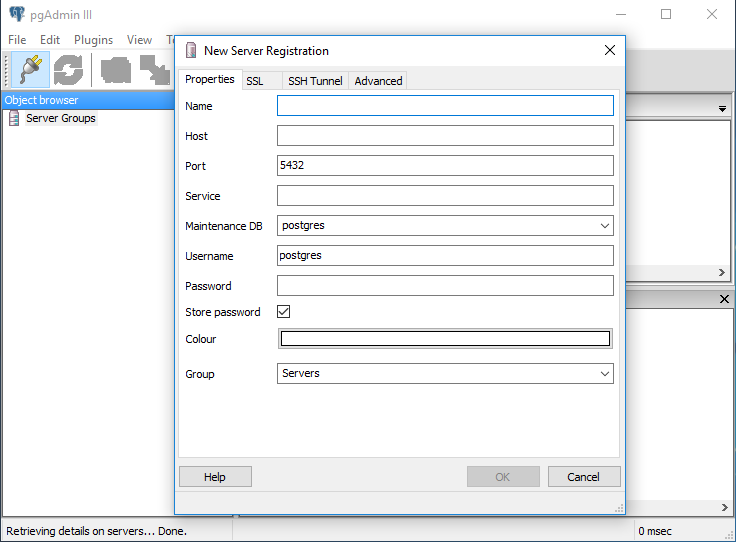 pgAdmin III
File Edit Plugins View
Object browser
Server Groups
New Server Registration
Properties SSL SSH Tunnel Advanced
Name
Host
Port 5432
Service
Maintenance DB postgres
Username postgres
Password
Store password
Colour
Group Servers
Help OK Cancel
Retrieving details on servers... Done. 0 msec